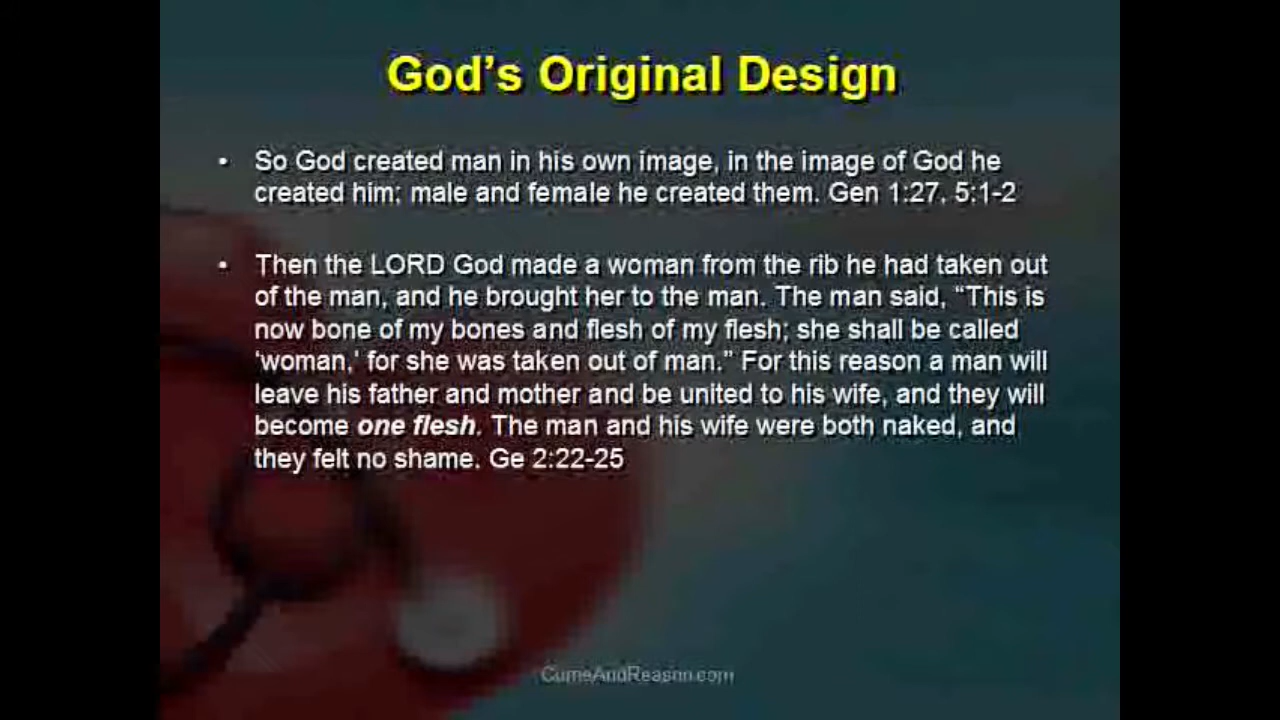 God's Original Design
• So God created man in his own image, in the image of God he
created him; male and female he created them. Gen 1:27, 5:1-2
• Then the LORD God made a woman from the rib he had taken out
of the man, and he brought her to the man. The man said, “This is
now bone of my bones and flesh of my flesh; she shall be called
‘woman,’ for she was taken out of man.” For this reason a man will
leave his father and mother and be united to his wife, and they will
become one flesh. The man and his wife were both naked, and
they felt no shame. Ge 2:22-25
ComeAndReason.com